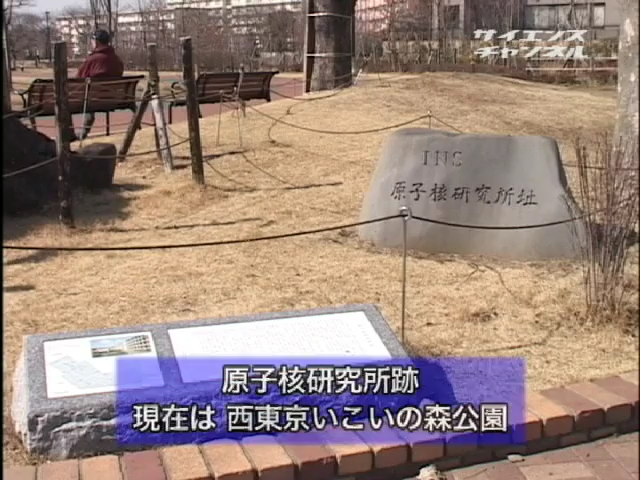 サイエンス
チャンネル
INS
原子核研究所址
原子核研究所跡
現在は 西東京いこいの森公園